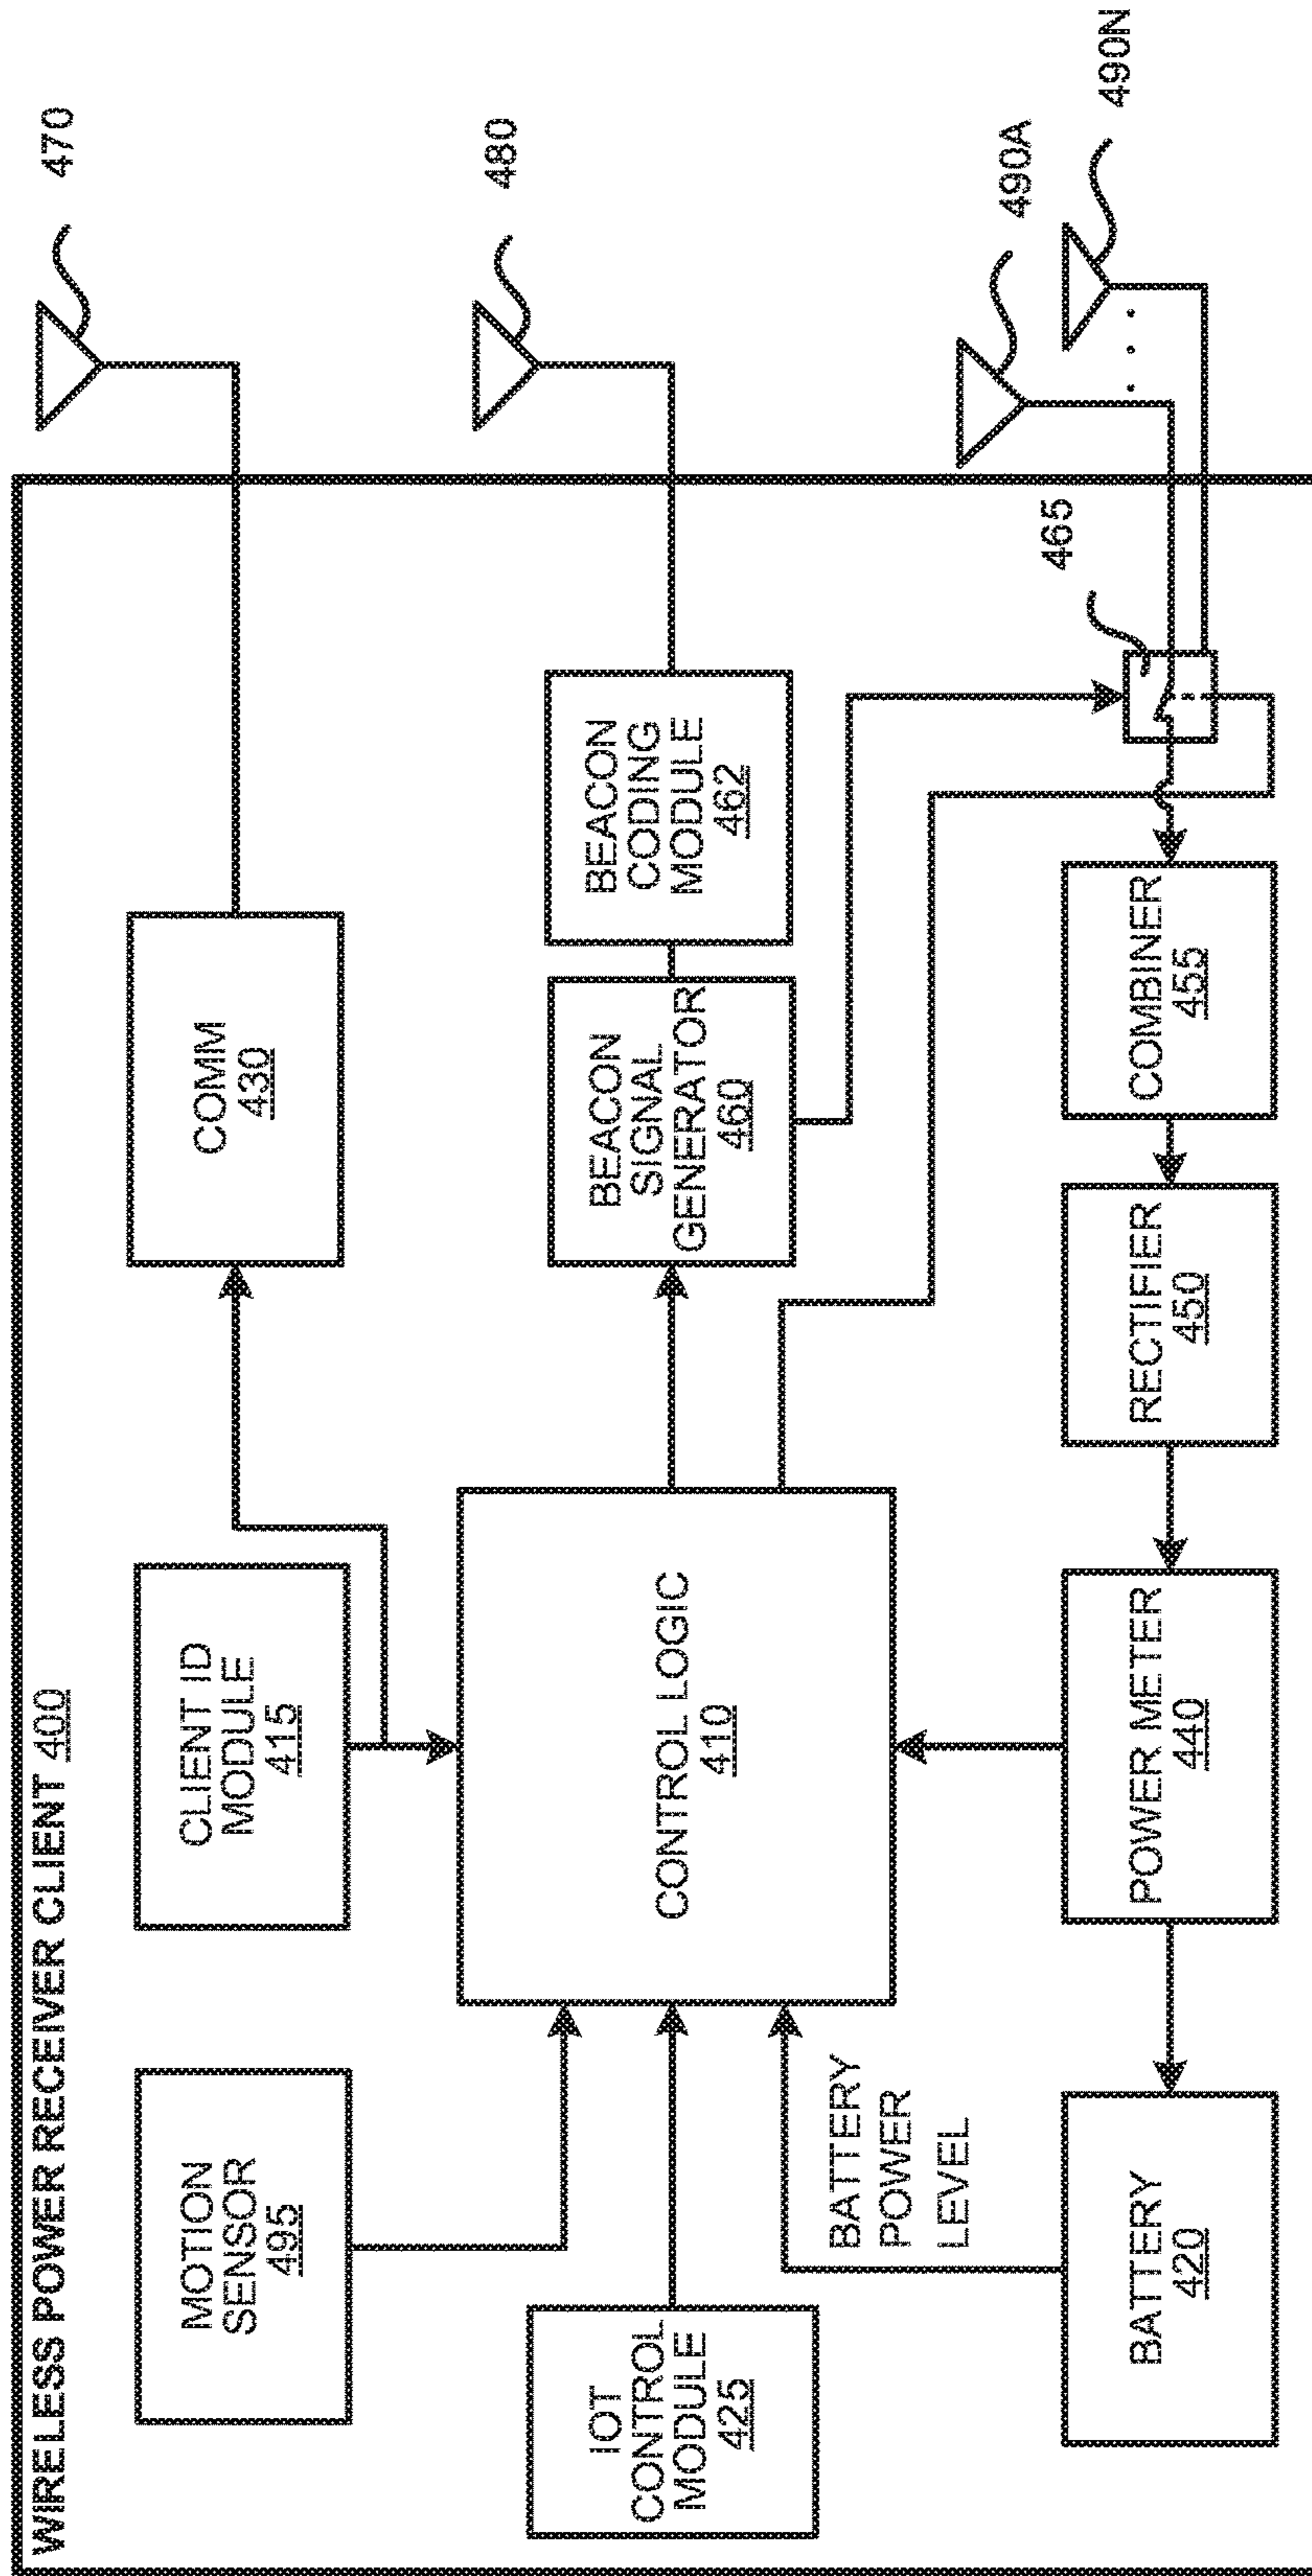 WIRELESS POWER RECEIVER CLIENT 400
MOTION
SENSOR
495
CLIENT ID
MODULE
415
COMM
430
470
IOT
CONTROL
MODULE
425
CONTROL LOGIC
410
BEACON
SIGNAL
GENERATOR
460
BEACON
CODING
MODULE
462
480
BATTERY
POWER
LEVEL
465
490A
490N
. . .
BATTERY
420
POWER METER
440
RECTIFIER
450
COMBINER
455